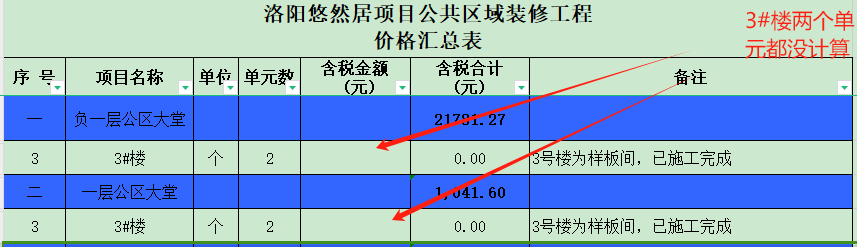 洛阳悠然居项目公共区域装修工程
价格汇总表
3#楼两个单
元都没计算
序 号 项目名称 单位 单元数 含税金额(元) 含税合计(元) 备注
一 负一层公区大堂 21781.27
3 3#楼 个 2 0.00 3号楼为样板间，已施工完成
二 一层公区大堂 1,041.60
3 3#楼 个 2 0.00 3号楼为样板间，已施工完成